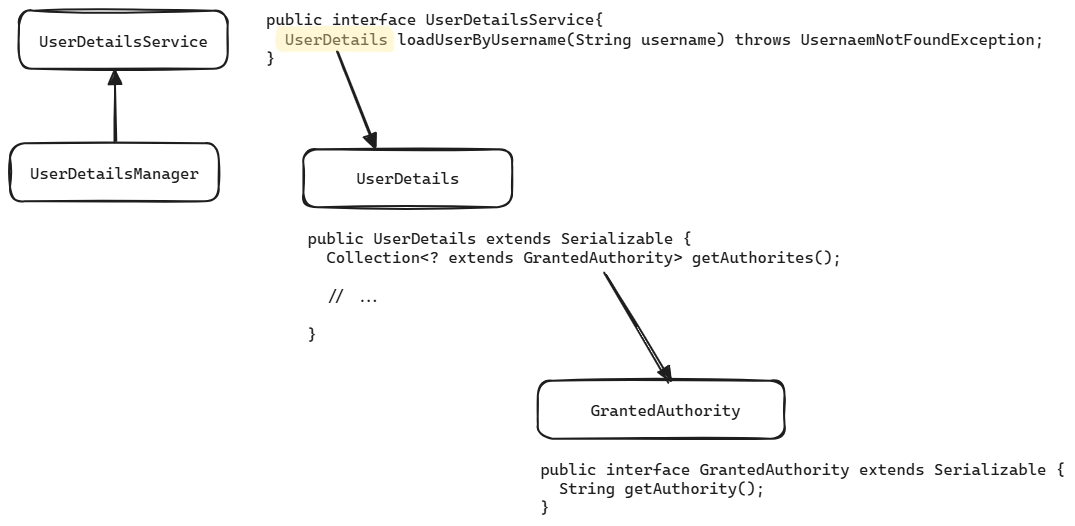 UserDetailsService
public interface UserDetailsService{
UserDetails loadUserByUsername(String username) throws UsernaemNotFoundException;
}
UserDetailsManager
UserDetails
public UserDetails extends Serializable {
Collection<? extends GrantedAuthority> getAuthorites();
// ...
}
GrantedAuthority
public interface GrantedAuthority extends Serializable {
String getAuthority();
}